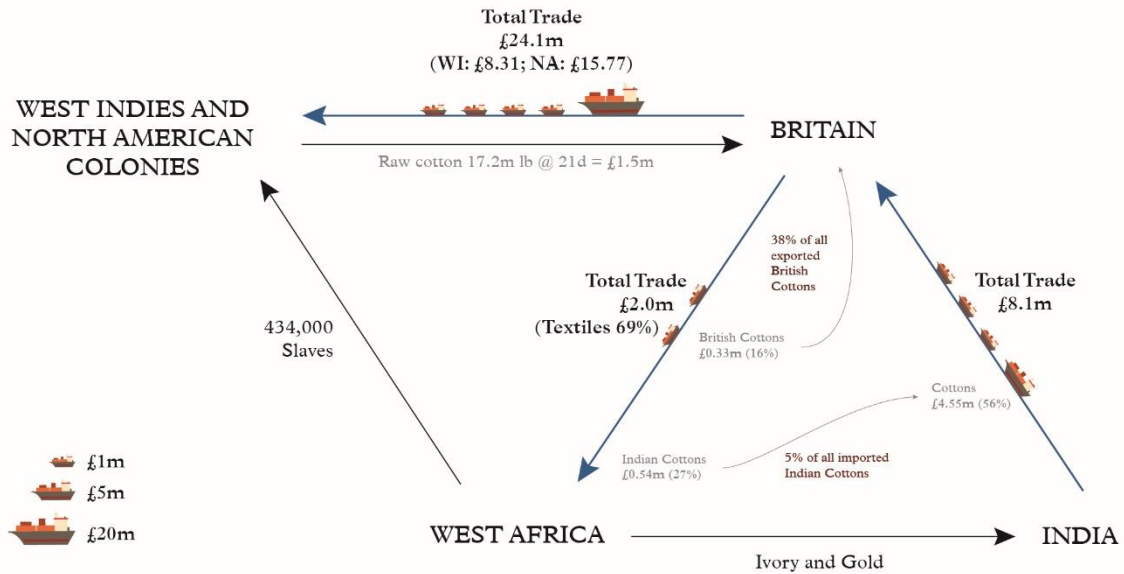 Total Trade
£24.1m
(WI: £8.31; NA: £15.77)
WEST INDIES AND
NORTH AMERICAN
COLONIES
BRITAIN
Raw cotton 17.2m lb @ 21d = £1.5m
38% of all
exported
British
Cottons
Total Trade
£2.0m
(Textiles 69%)
Total Trade
£8.1m
434,000
Slaves
British Cottons
£0.33m (16%)
Cottons
£4.55m (56%)
Indian Cottons
£0.54m (27%)
5% of all imported
Indian Cottons
£1m
£5m
£20m
WEST AFRICA
INDIA
Ivory and Gold